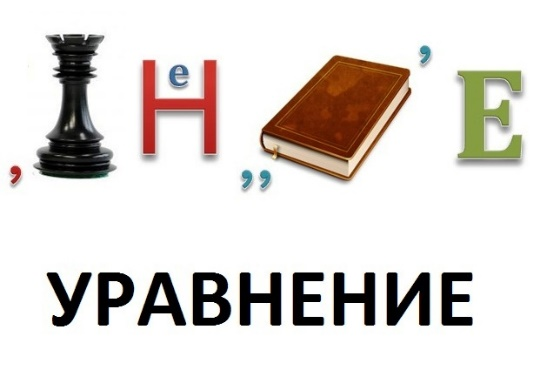 , Н е ,, ’ Е
УРАВНЕНИЕ